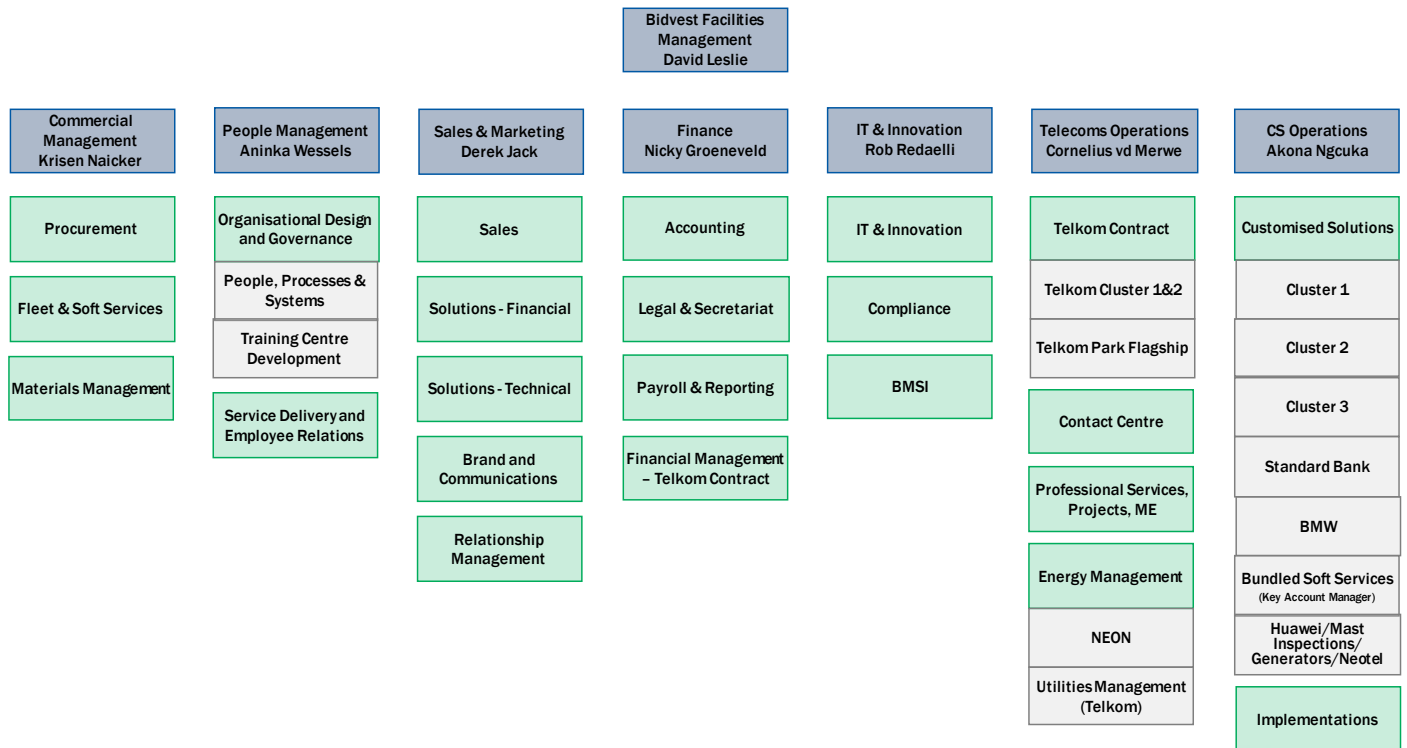 Bidvest Facilities
Management
David Leslie
Commercial
Management
Krisen Naicker
People Management
Aninka Wessels
Sales & Marketing
Derek Jack
Finance
Nicky Groeneveld
IT & Innovation
Rob Redaelli
Telecoms Operations
Cornelius vd Merwe
CS Operations
Akona Ngcuka
Procurement
Fleet & Soft Services
Materials Management
Organisational Design
and Governance
People, Processes &
Systems
Training Centre
Development
Service Delivery and
Employee Relations
Sales
Solutions - Financial
Solutions - Technical
Brand and
Communications
Relationship
Management
Accounting
Legal & Secretariat
Payroll & Reporting
Financial Management
– Telkom Contract
IT & Innovation
Compliance
BMSI
Telkom Contract
Telkom Cluster 1&2
Telkom Park Flagship
Contact Centre
Professional Services,
Projects, ME
Energy Management
NEON
Utilities Management
(Telkom)
Customised Solutions
Cluster 1
Cluster 2
Cluster 3
Standard Bank
BMW
Bundled Soft Services
(Key Account Manager)
Huawei/Mast
Inspections/
Generators/Neotel
Implementations